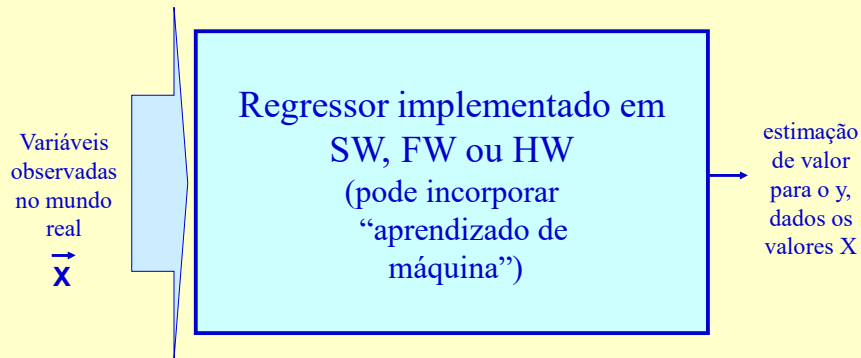 Variáveis
observadas
no mundo
real
X
Regressor implementado em
SW, FW ou HW
(pode incorporar
“aprendizado de
máquina”)
estimação
de valor
para o y,
dados os
valores X